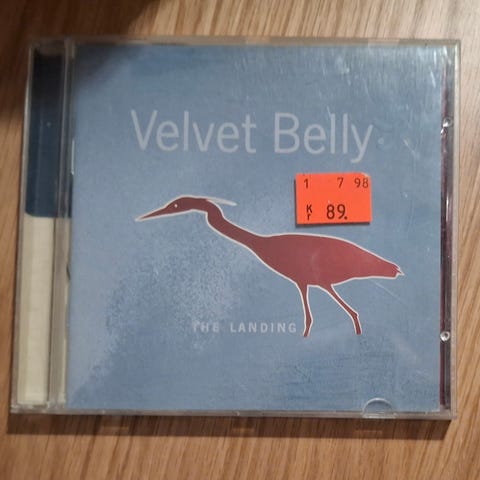 Velvet Belly
1 7 98
Kr 89.
THE LANDING